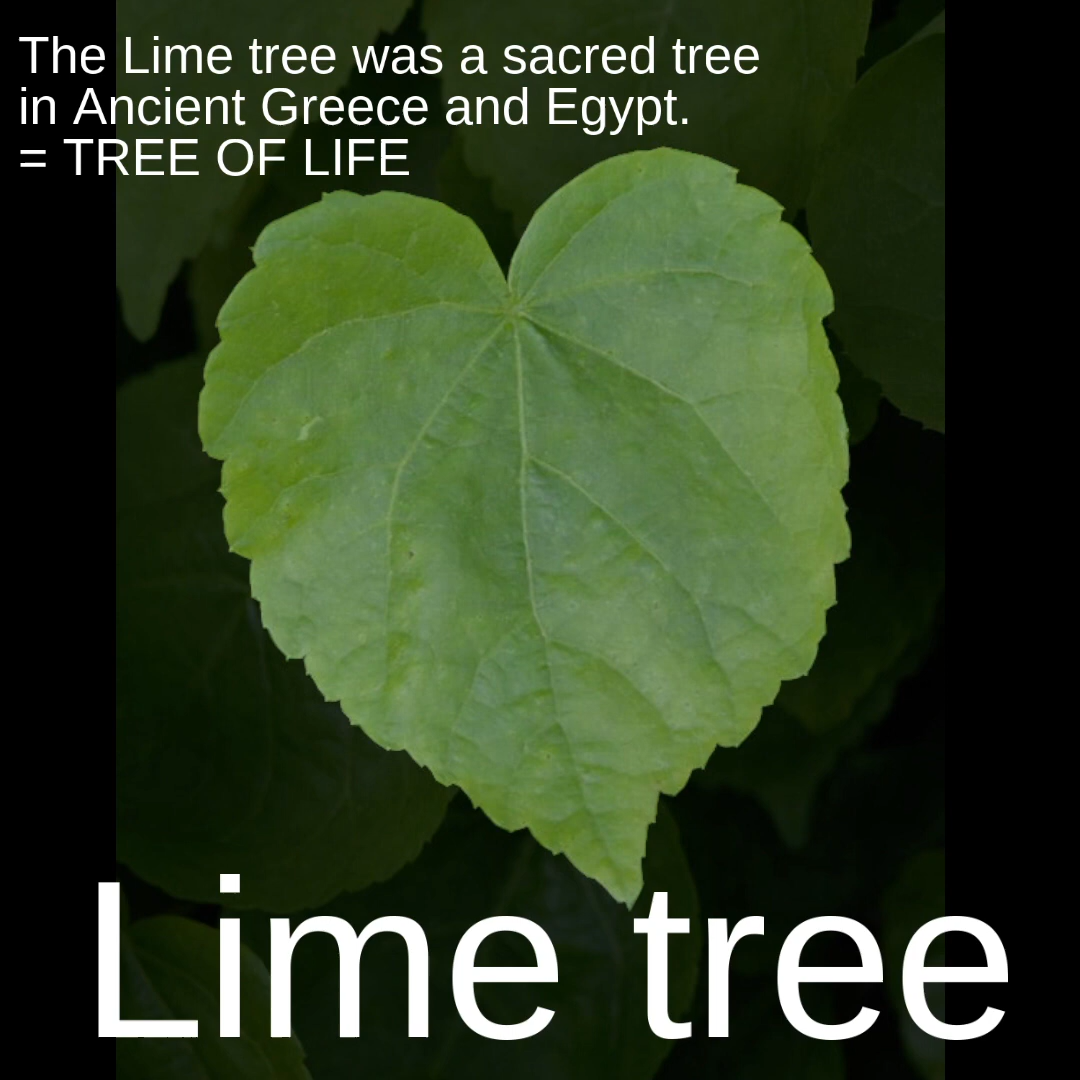 The Lime tree was a sacred tree
in Ancient Greece and Egypt.
= TREE OF LIFE
Lime tree